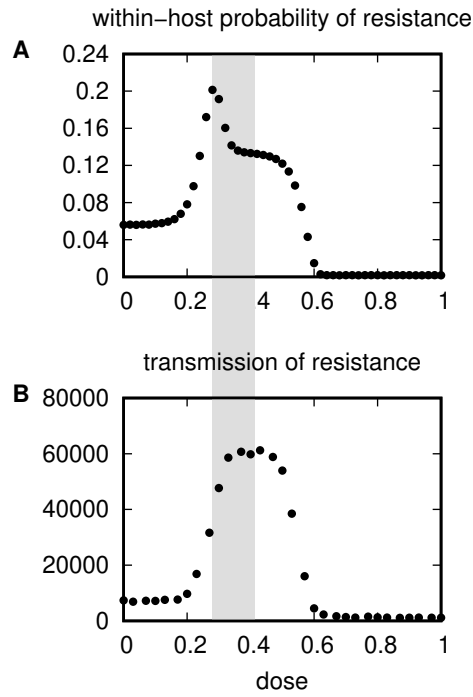 within-host probability of resistance
A
0.24
0.2
0.16
0.12
0.08
0.04
0
0 0.2 4 0.6 0.8 1
transmission of resistance
B
80000
60000
40000
20000
0
0 0.2 0.4 0.6 0.8 1
dose